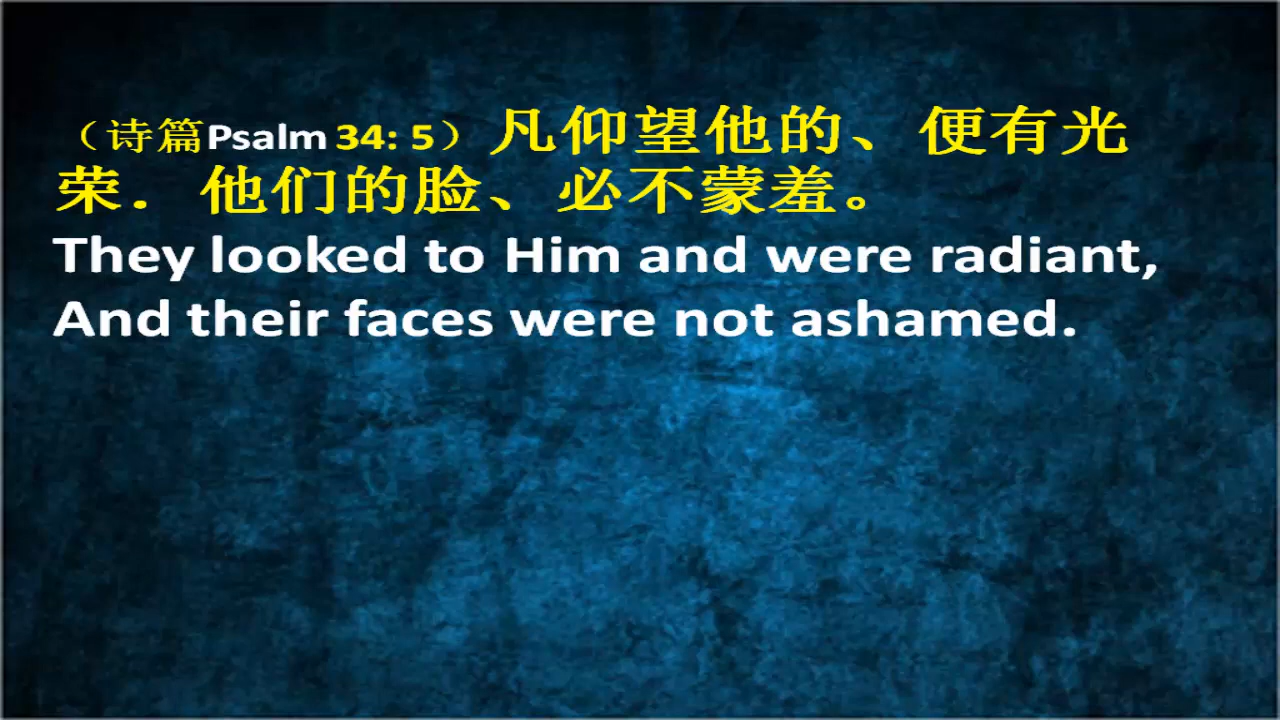 （诗篇Psalm 34: 5）凡仰望他的、便有光
荣．他们的脸、必不蒙羞。
They looked to Him and were radiant,
And their faces were not ashamed.